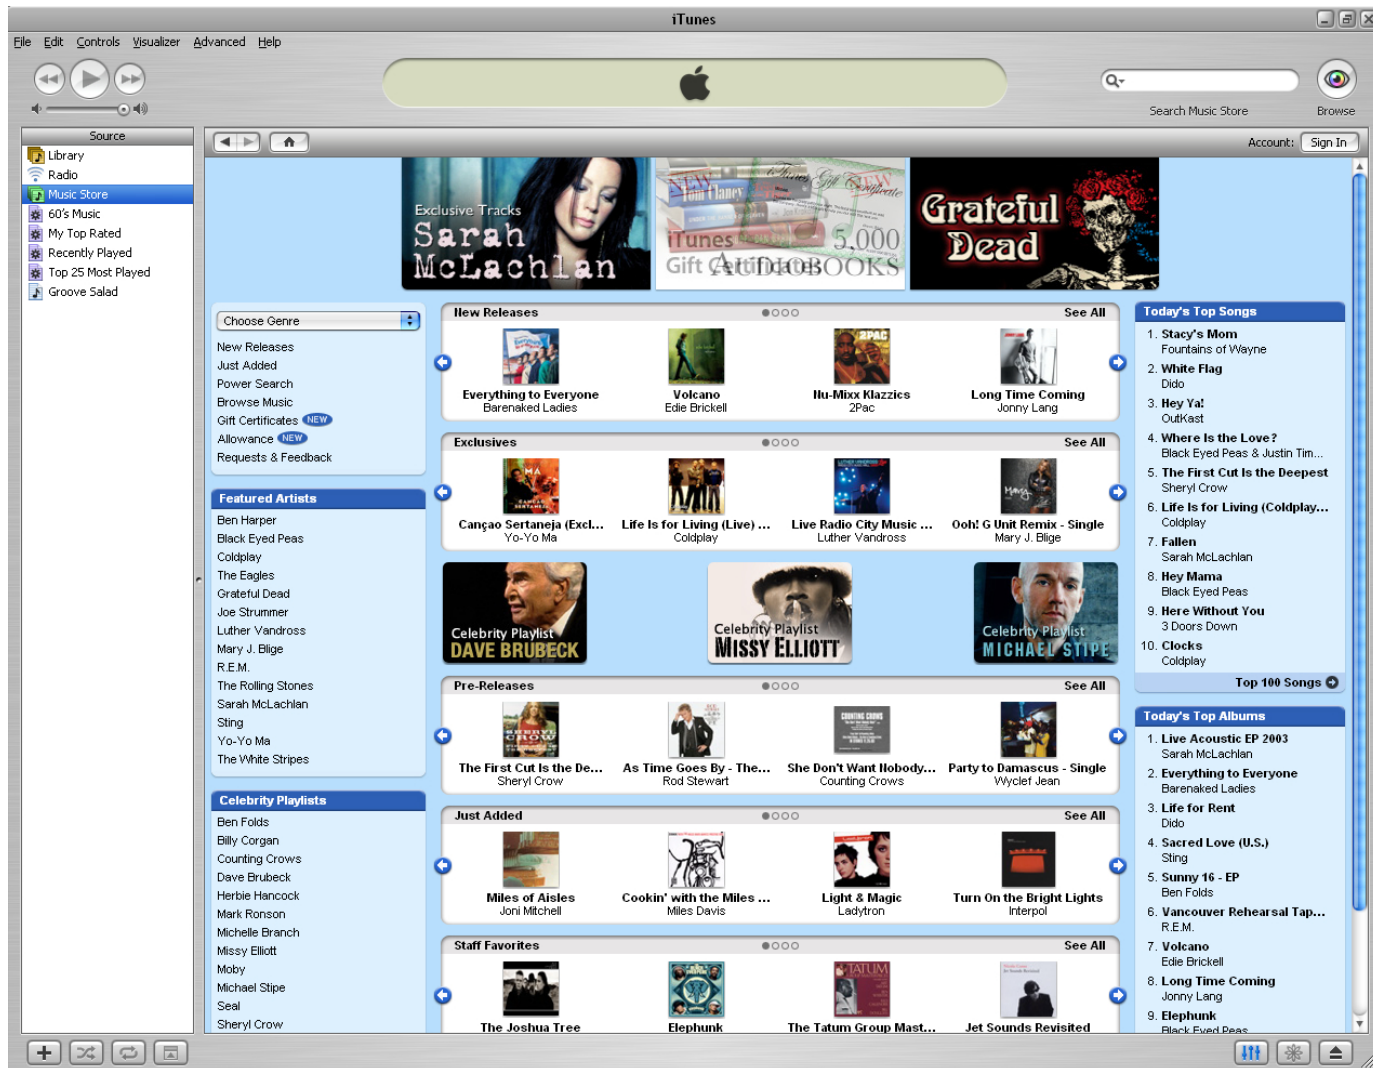 iTunes
File Edit Controls Visualizer Advanced Help
Search Music Store
Browse
Source
Library
Radio
Music Store
60's Music
My Top Rated
Recently Played
Top 25 Most Played
Groove Salad
Account: Sign In
Exclusive Tracks
Sarah
McLachlan
NEW
Tom Clancy
iTunes Gift Certificate
NEW
iTunes
5,000
Gift Certificates
AUDIOBOOKS
Grateful
Dead
Choose Genre
New Releases
Just Added
Power Search
Browse Music
Gift Certificates NEW
Allowance NEW
Requests & Feedback
Featured Artists
Ben Harper
Black Eyed Peas
Coldplay
The Eagles
Grateful Dead
Joe Strummer
Luther Vandross
Mary J. Blige
R.E.M.
The Rolling Stones
Sarah McLachlan
Sting
Yo-Yo Ma
The White Stripes
Celebrity Playlists
Ben Folds
Billy Corgan
Counting Crows
Dave Brubeck
Herbie Hancock
Mark Ronson
Michelle Branch
Missy Elliott
Moby
Michael Stipe
Seal
Sheryl Crow
New Releases See All
Everything to Everyone
Barenaked Ladies
Volcano
Edie Brickell
2PAC
Nu-Mixx Klazzics
2Pac
Long Time Coming
Jonny Lang
Exclusives See All
Cançao Sertaneja (Excl...
Yo-Yo Ma
Life Is for Living (Live) ...
Coldplay
Live Radio City Music ...
Luther Vandross
Ooh! G Unit Remix - Single
Mary J. Blige
Celebrity Playlist
DAVE BRUBECK
Celebrity Playlist
MISSY ELLIOTT
Celebrity Playlist
MICHAEL STIPE
Pre-Releases See All
The First Cut Is the De...
Sheryl Crow
As Time Goes By - The...
Rod Stewart
COUNTING CROWS
She Don't Want Nobody...
Counting Crows
Party to Damascus - Single
Wyclef Jean
Just Added See All
Miles of Aisles
Joni Mitchell
Cookin' with the Miles ...
Miles Davis
Light & Magic
Ladytron
Turn On the Bright Lights
Interpol
Staff Favorites See All
The Joshua Tree
Elephunk
TATUM
The Tatum Group Mast...
Jet Sounds Revisited
Today's Top Songs
1. Stacy's Mom
Fountains of Wayne
2. White Flag
Dido
3. Hey Ya!
OutKast
4. Where Is the Love?
Black Eyed Peas & Justin Tim...
5. The First Cut Is the Deepest
Sheryl Crow
6. Life Is for Living (Coldplay...
Coldplay
7. Fallen
Sarah McLachlan
8. Hey Mama
Black Eyed Peas
9. Here Without You
3 Doors Down
10. Clocks
Coldplay
Top 100 Songs
Today's Top Albums
1. Live Acoustic EP 2003
Sarah McLachlan
2. Everything to Everyone
Barenaked Ladies
3. Life for Rent
Dido
4. Sacred Love (U.S.)
Sting
5. Sunny 16 - EP
Ben Folds
6. Vancouver Rehearsal Tap...
R.E.M.
7. Volcano
Edie Brickell
8. Long Time Coming
Jonny Lang
9. Elephunk
Black Eyed Peas